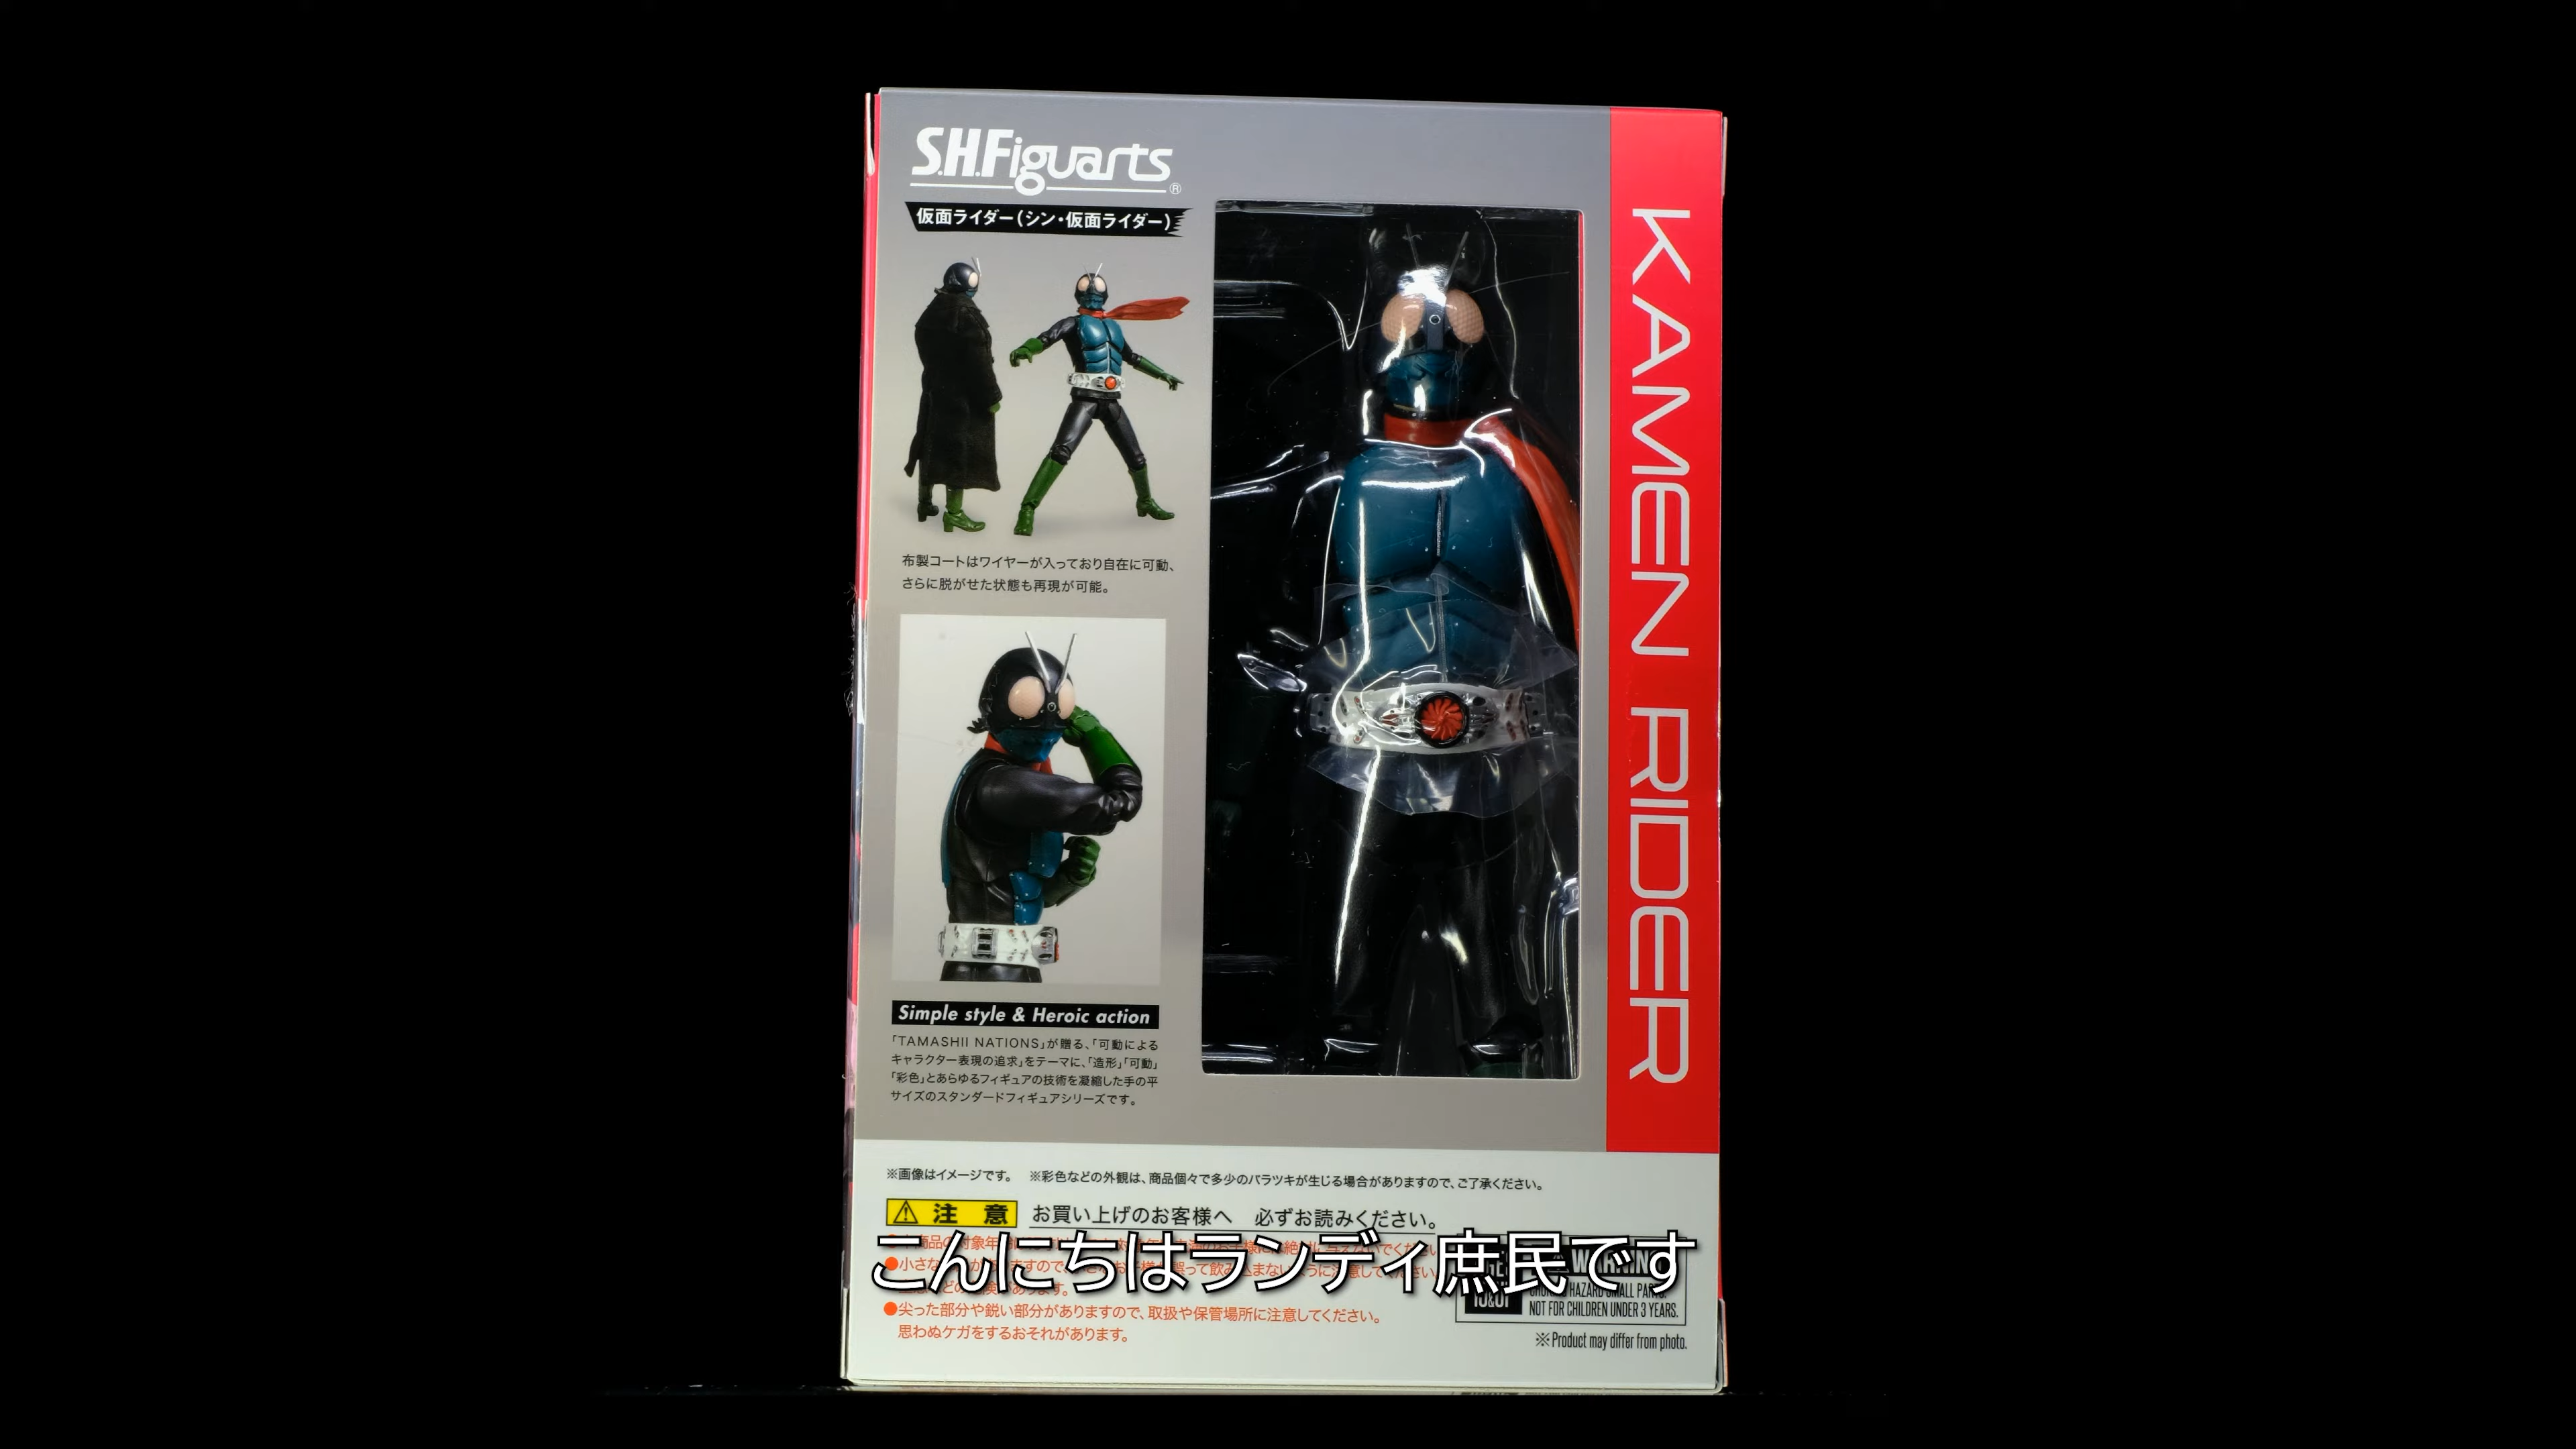 S.H.Figuarts®
仮面ライダー（シン・仮面ライダー）
KAMEN RIDER
布製コートはワイヤーが入っており自在に可動、
さらに脱がせた状態も再現が可能。
Simple style & Heroic action
「TAMASHII NATIONS」が贈る、「可動による
キャラクター表現の追求」をテーマに、「造形」「可動」
「彩色」とあらゆるフィギュアの技術を凝縮した手の平
サイズのスタンダードフィギュアシリーズです。
※画像はイメージです。 ※彩色などの外観は、商品個々で多少のバラツキが生じる場合がありますので、ご了承ください。
⚠注意 お買い上げのお客様へ 必ずお読みください。
こんにちはランディ庶民です
●尖った部分や鋭い部分がありますので、取扱や保管場所に注意してください。
思わぬケガをするおそれがあります。
WARNING
SMALL PARTS.
NOT FOR CHILDREN UNDER 3 YEARS.
※Product may differ from photo.